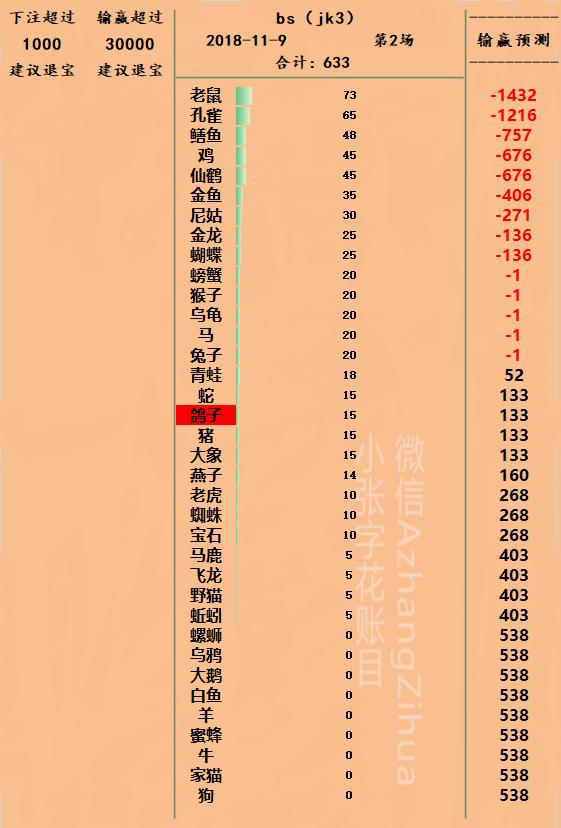 下注超过 输赢超过
1000 30000
建议退宝 建议退宝
bs（jk3）
2018-11-9 第2场
合计：633
输赢预测
老鼠 73 -1432
孔雀 65 -1216
鳝鱼 48 -757
鸡 45 -676
仙鹤 45 -676
金鱼 35 -406
尼姑 30 -271
金龙 25 -136
蝴蝶 25 -136
螃蟹 20 -1
猴子 20 -1
乌龟 20 -1
马 20 -1
兔子 20 -1
青蛙 18 52
蛇 15 133
鸽子 15 133
猪 15 133
大象 15 133
燕子 14 160
老虎 10 268
蜘蛛 10 268
宝石 10 268
马鹿 5 403
飞龙 5 403
野猫 5 403
蚯蚓 5 403
螺蛳 0 538
乌鸦 0 538
大鹅 0 538
白鱼 0 538
羊 0 538
蜜蜂 0 538
牛 0 538
家猫 0 538
狗 0 538
微信AzhangZihua
小张字花账目